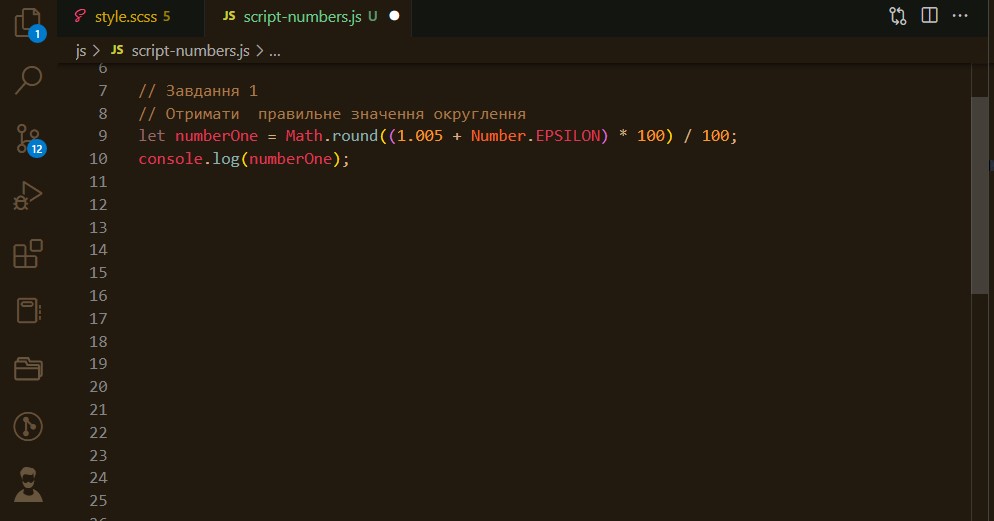 style.scss 5
JS script-numbers.js U
js > JS script-numbers.js > ...
1
12
6
7 // Завдання 1
8 // Отримати  правильне значення округлення
9 let numberOne = Math.round((1.005 + Number.EPSILON) * 100) / 100;
10 console.log(numberOne);
11
12
13
14
15
16
17
18
19
20
21
22
23
24
25
26